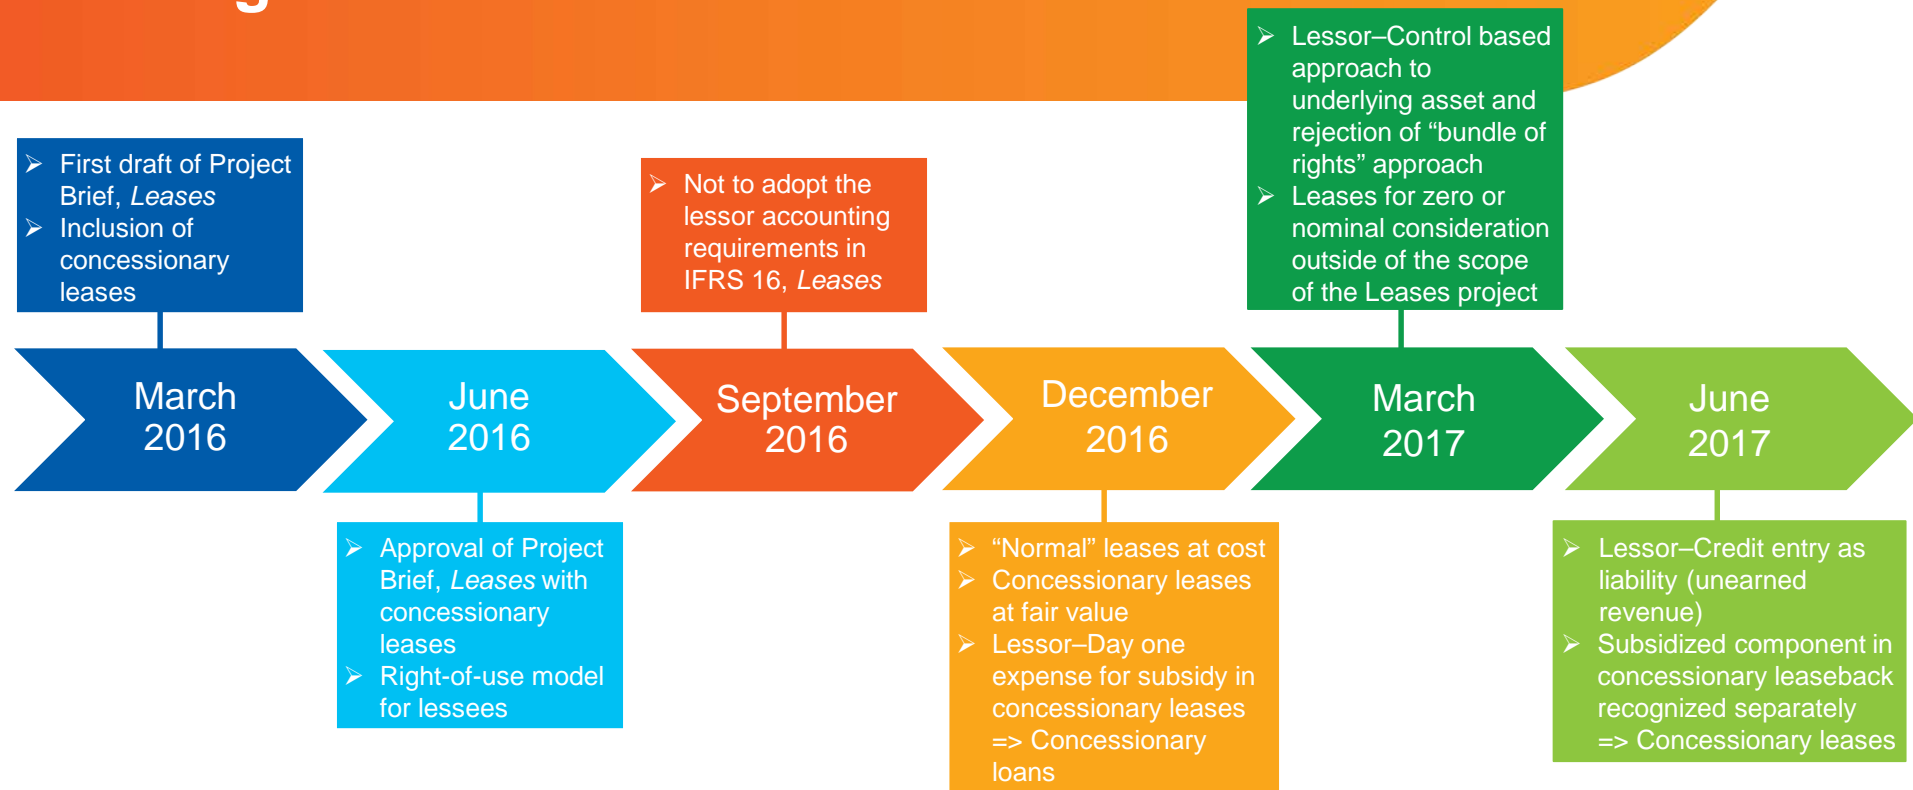 ➢ First draft of Project
Brief, Leases
➢ Inclusion of
concessionary
leases
➢ Not to adopt the
lessor accounting
requirements in
IFRS 16, Leases
➢ Lessor–Control based
approach to
underlying asset and
rejection of “bundle of
rights” approach
➢ Leases for zero or
nominal consideration
outside of the scope
of the Leases project
March
2016
June
2016
September
2016
December
2016
March
2017
June
2017
➢ Approval of Project
Brief, Leases with
concessionary
leases
➢ Right-of-use model
for lessees
➢ “Normal” leases at cost
➢ Concessionary leases
at fair value
➢ Lessor–Day one
expense for subsidy in
concessionary leases
=> Concessionary
loans
➢ Lessor–Credit entry as
liability (unearned
revenue)
➢ Subsidized component in
concessionary leaseback
recognized separately
=> Concessionary leases